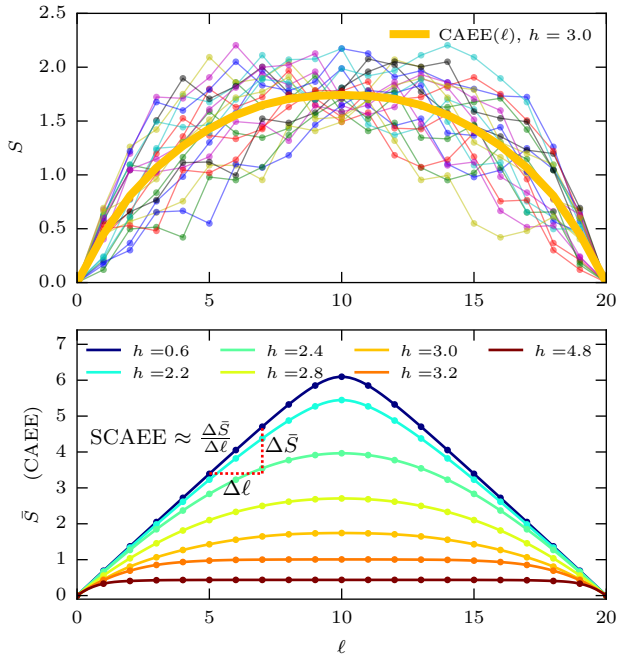 CAEE(ℓ), h = 3.0
2.5
2.0
1.5
1.0
0.5
0.0
S
0 5 10 15 20
7
6
5
4
3
2
1
0
h =0.6 h =2.4 h =3.0 h =4.8
h =2.2 h =2.8 h =3.2
SCAEE ≈ ΔS̄/Δℓ
ΔS̄
Δℓ
S̄ (CAEE)
0 5 10 15 20
ℓ